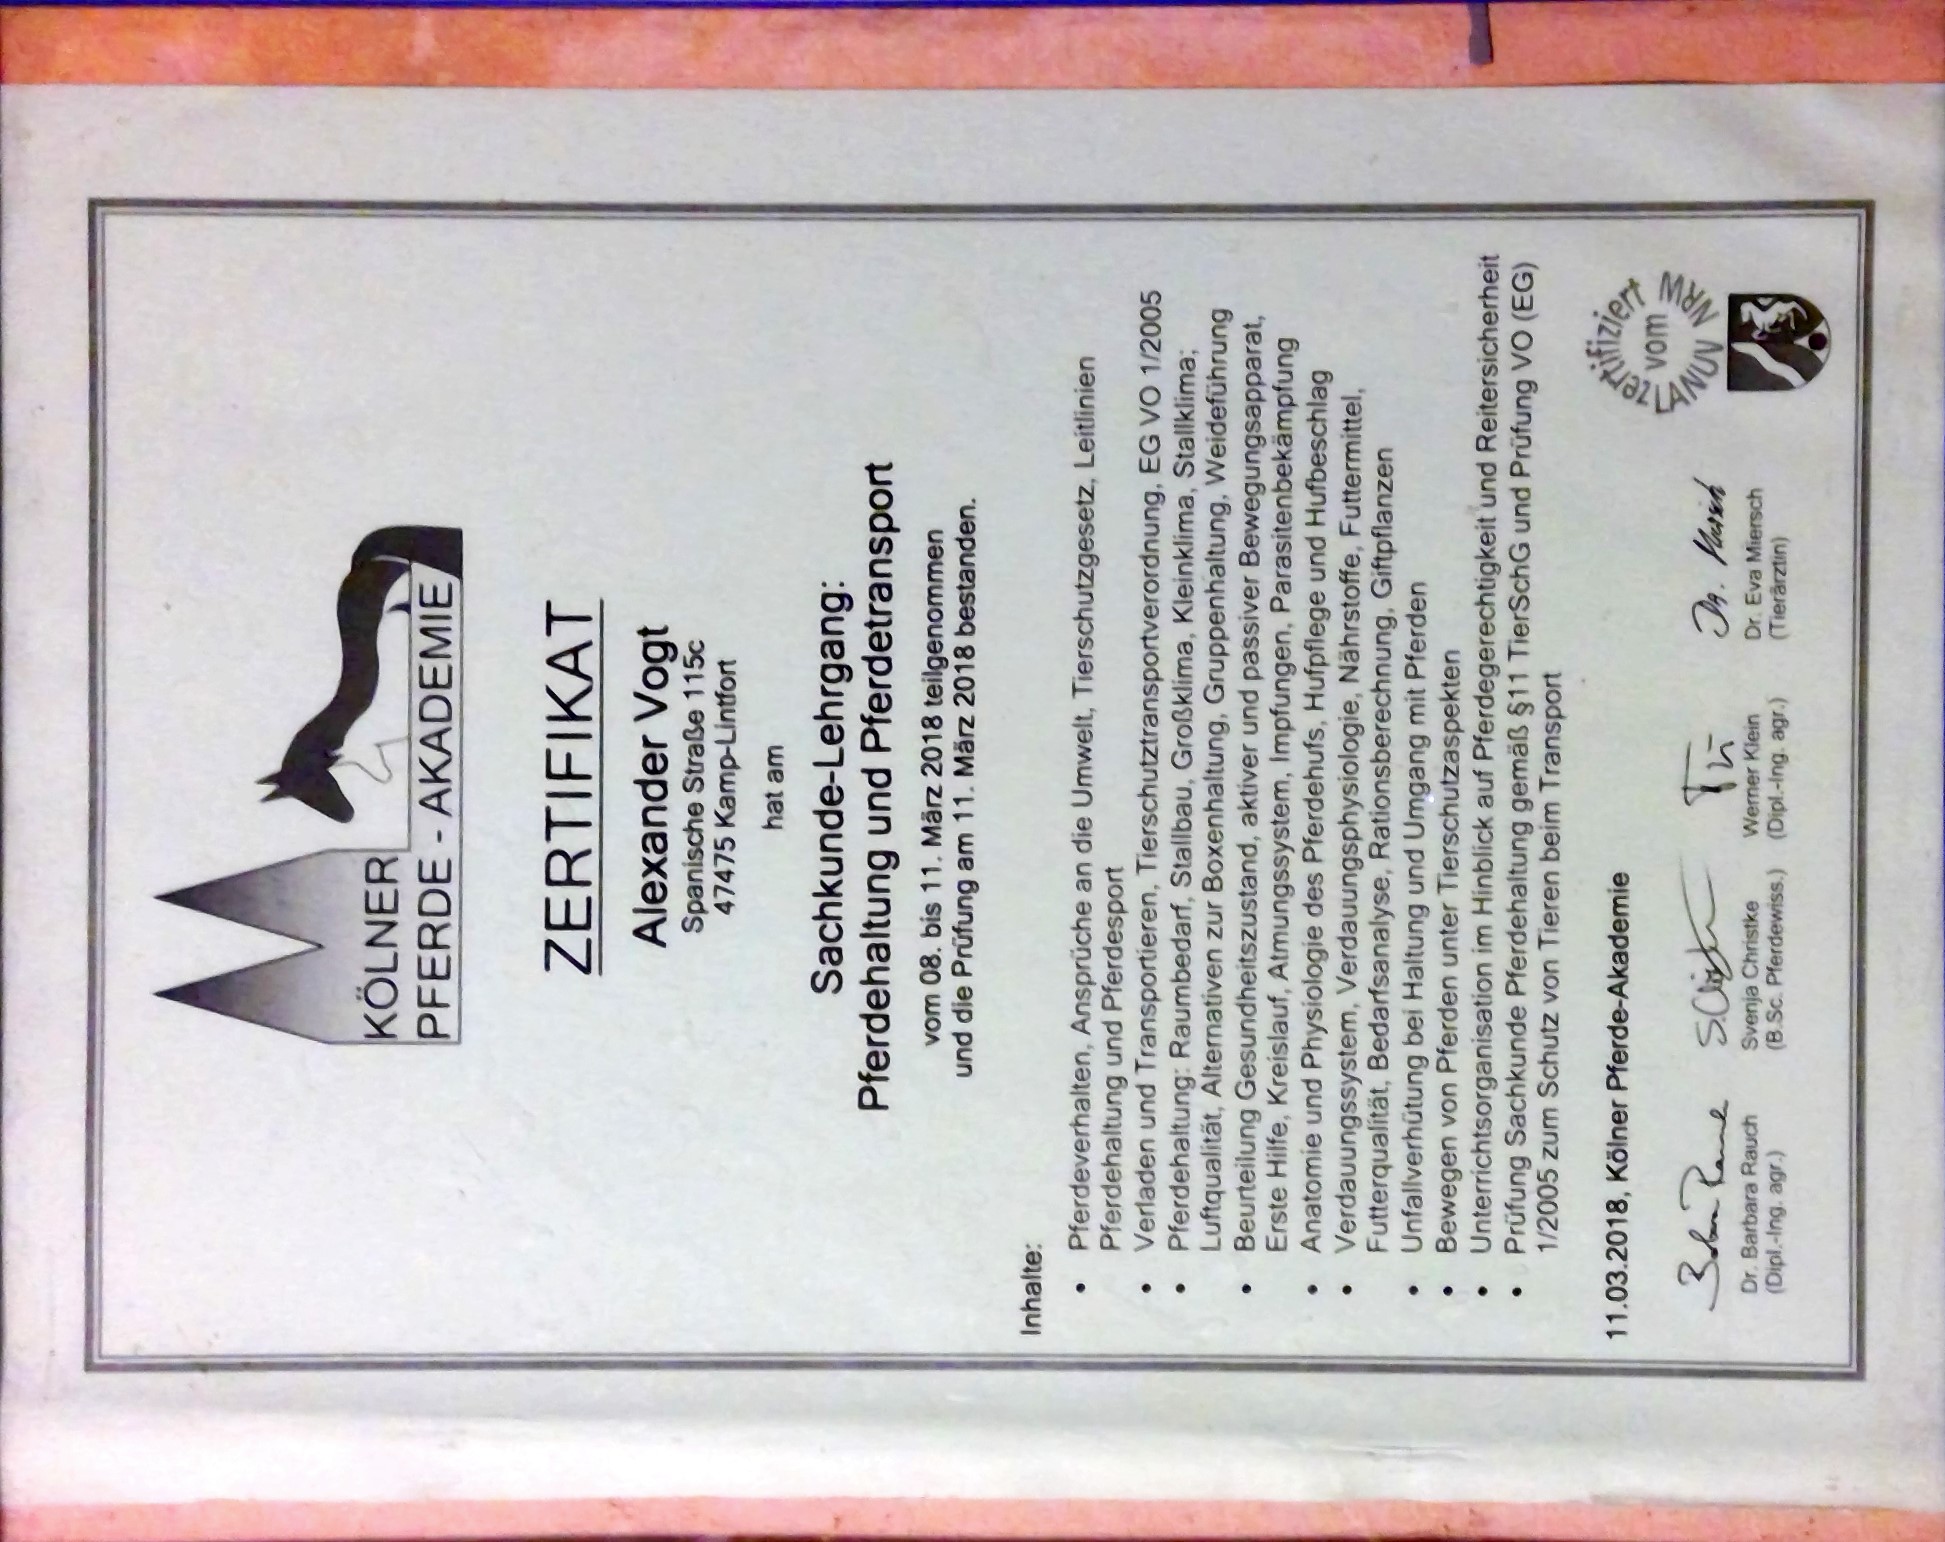 KÖLNER
PFERDE - AKADEMIE
ZERTIFIKAT
Alexander Vogt
Spanische Straße 115c
47475 Kamp-Lintfort
hat am
Sachkunde-Lehrgang:
Pferdehaltung und Pferdetransport
vom 08. bis 11. März 2018 teilgenommen
und die Prüfung am 11. März 2018 bestanden.
Inhalte:
• Pferdeverhalten, Ansprüche an die Umwelt, Tierschutzgesetz, Leitlinien
Pferdehaltung und Pferdesport
• Verladen und Transportieren, Tierschutztransportverordnung, EG VO 1/2005
• Pferdehaltung: Raumbedarf, Stallbau, Großklima, Kleinklima, Stallklima;
Luftqualität, Alternativen zur Boxenhaltung, Gruppenhaltung, Weideführung
• Beurteilung Gesundheitszustand, aktiver und passiver Bewegungsapparat,
Erste Hilfe, Kreislauf, Atmungssystem, Impfungen, Parasitenbekämpfung
• Anatomie und Physiologie des Pferdehufs, Hufpflege und Hufbeschlag
• Verdauungssystem, Verdauungsphysiologie, Nährstoffe, Futtermittel,
Futterqualität, Bedarfsanalyse, Rationsberechnung, Giftpflanzen
• Unfallverhütung bei Haltung und Umgang mit Pferden
• Bewegen von Pferden unter Tierschutzaspekten
• Unterrichtsorganisation im Hinblick auf Pferdegerechtigkeit und Reitersicherheit
• Prüfung Sachkunde Pferdehaltung gemäß §11 TierSchG und Prüfung VO (EG)
1/2005 zum Schutz von Tieren beim Transport
11.03.2018, Kölner Pferde-Akademie
zertifiziert
vom
LANUV NRW
Dr. Barbara Rauch
(Dipl.-Ing. agr.)
Svenja Christke
(B.Sc. Pferdewiss.)
Werner Klein
(Dipl.-Ing. agr.)
Dr. Eva Miersch
(Tierärztin)